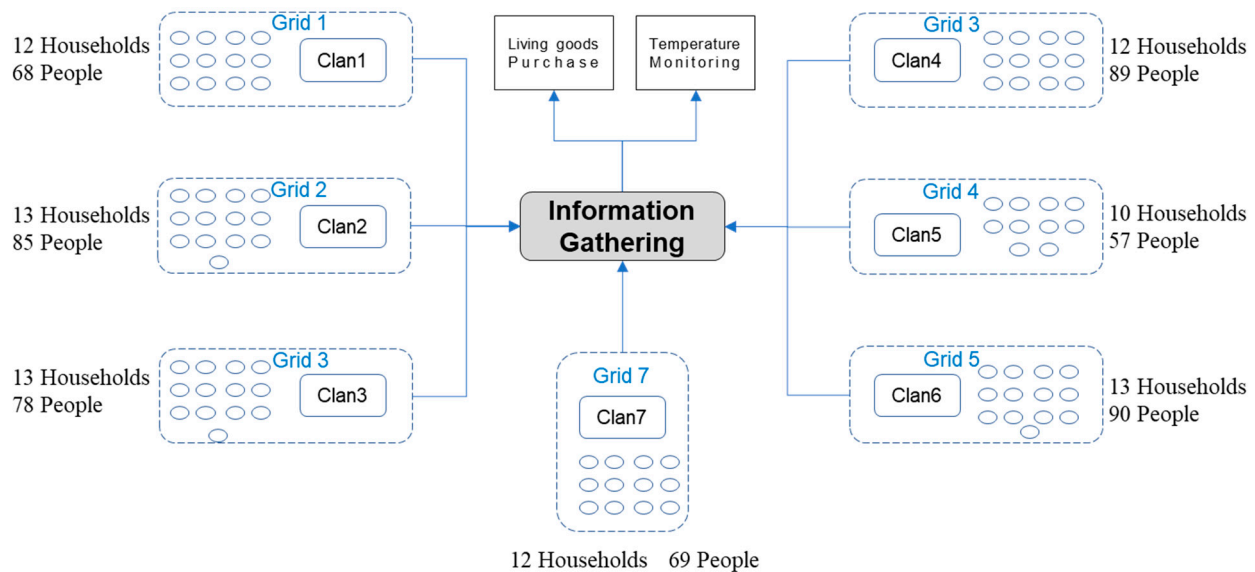 Grid 1
12 Households
68 People
Clan1
Living goods
Purchase
Temperature
Monitoring
Grid 3
Clan4
12 Households
89 People
Grid 2
13 Households
85 People
Clan2
Information
Gathering
Grid 4
Clan5
10 Households
57 People
Grid 3
13 Households
78 People
Clan3
Grid 7
Clan7
12 Households 69 People
Grid 5
Clan6
13 Households
90 People